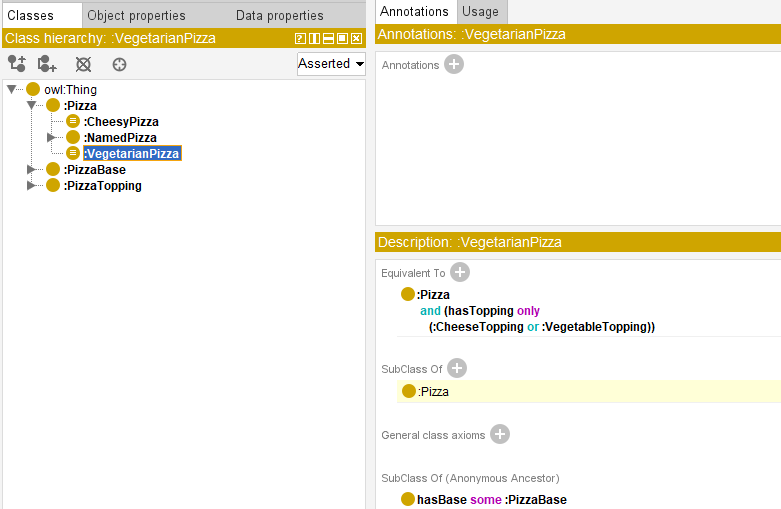 Classes
Object properties
Data properties
Class hierarchy: :VegetarianPizza
Asserted
owl:Thing
:Pizza
:CheesyPizza
:NamedPizza
:VegetarianPizza
:PizzaBase
:PizzaTopping
Annotations
Usage
Annotations: :VegetarianPizza
Annotations
Description: :VegetarianPizza
Equivalent To
:Pizza
and (hasTopping only
(:CheeseTopping or :VegetableTopping))
SubClass Of
:Pizza
General class axioms
SubClass Of (Anonymous Ancestor)
hasBase some :PizzaBase